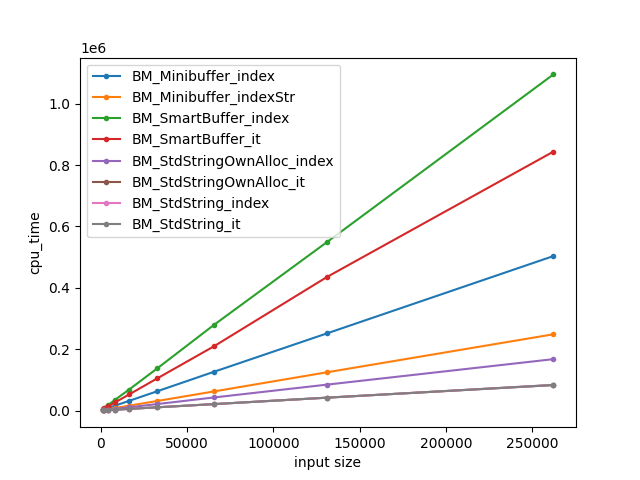 1e6
BM_Minibuffer_index
BM_Minibuffer_indexStr
BM_SmartBuffer_index
BM_SmartBuffer_it
BM_StdStringOwnAlloc_index
BM_StdStringOwnAlloc_it
BM_StdString_index
BM_StdString_it
1.0
0.8
0.6
0.4
0.2
0.0
cpu_time
0 50000 100000 150000 200000 250000
input size